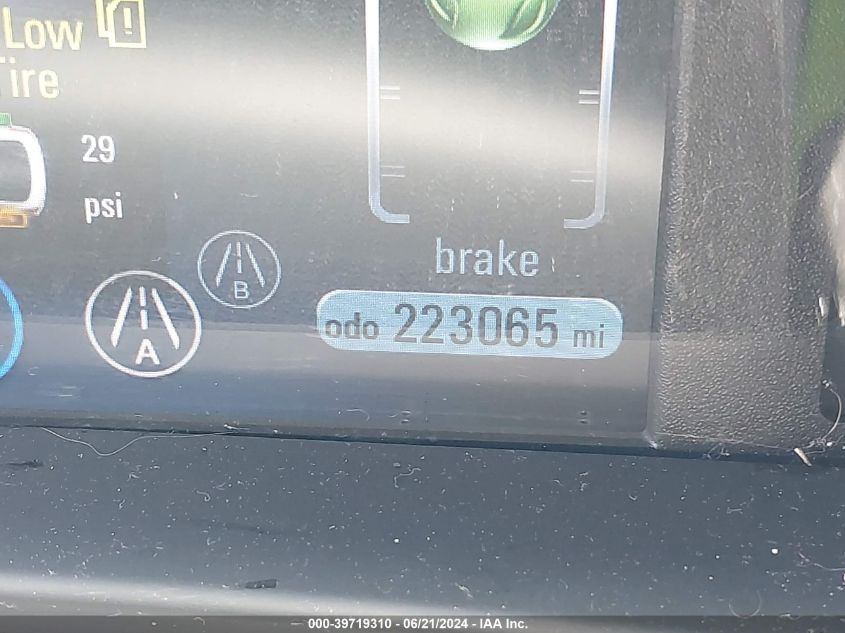 Low
Tire
29
psi
brake
B
A
odo 223065 mi
000-39719310 - 06/21/2024 - IAA Inc.